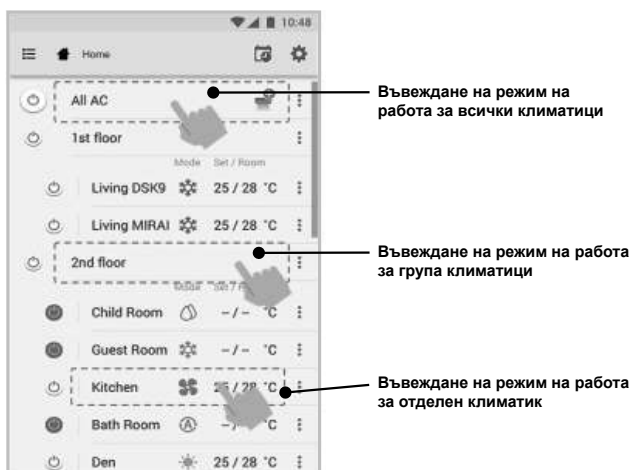 10:48
Home
All AC
1st floor
Mode Set / Room
Living DSK9 25 / 28 °C
Living MIRAI 25 / 28 °C
2nd floor
Mode Set /
Child Room – / – °C
Guest Room – / – °C
Kitchen 25 / 28 °C
Bath Room A – / °C
Den 25 / 28 °C
Въвеждане на режим на
работа за всички климатици
Въвеждане на режим на работа
за група климатици
Въвеждане на режим на работа
за отделен климатик